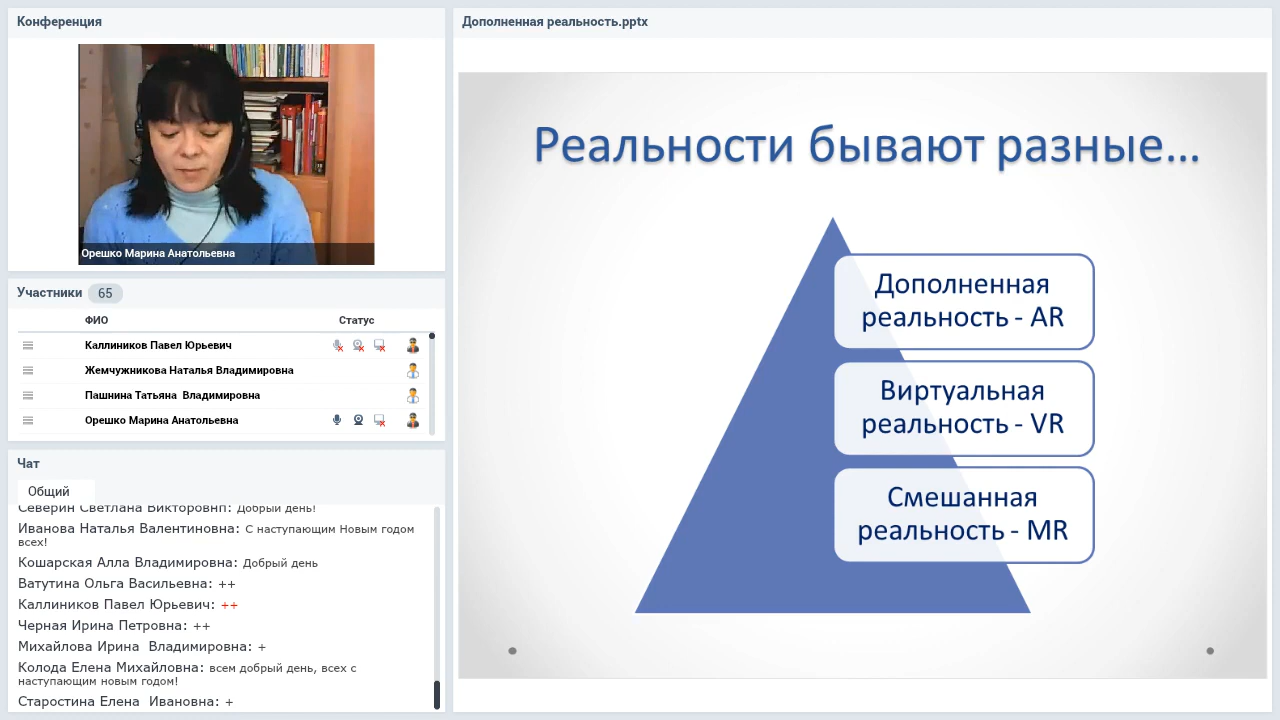 Конференция
Орешко Марина Анатольевна
Участники 65
ФИО Статус
Каллиников Павел Юрьевич
Жемчужникова Наталья Владимировна
Пашнина Татьяна Владимировна
Орешко Марина Анатольевна
Чат
Общий
Северин Светлана Викторовнп: Добрый день!
Иванова Наталья Валентиновна: С наступающим Новым годом
всех!
Кошарская Алла Владимировна: Добрый день
Ватутина Ольга Васильевна: ++
Каллиников Павел Юрьевич: ++
Черная Ирина Петровна: ++
Михайлова Ирина Владимировна: +
Колода Елена Михайловна: всем добрый день, всех с
наступающим новым годом!
Старостина Елена Ивановна: +
Дополненная реальность.pptx
Реальности бывают разные...
Дополненная
реальность - AR
Виртуальная
реальность - VR
Смешанная
реальность - MR